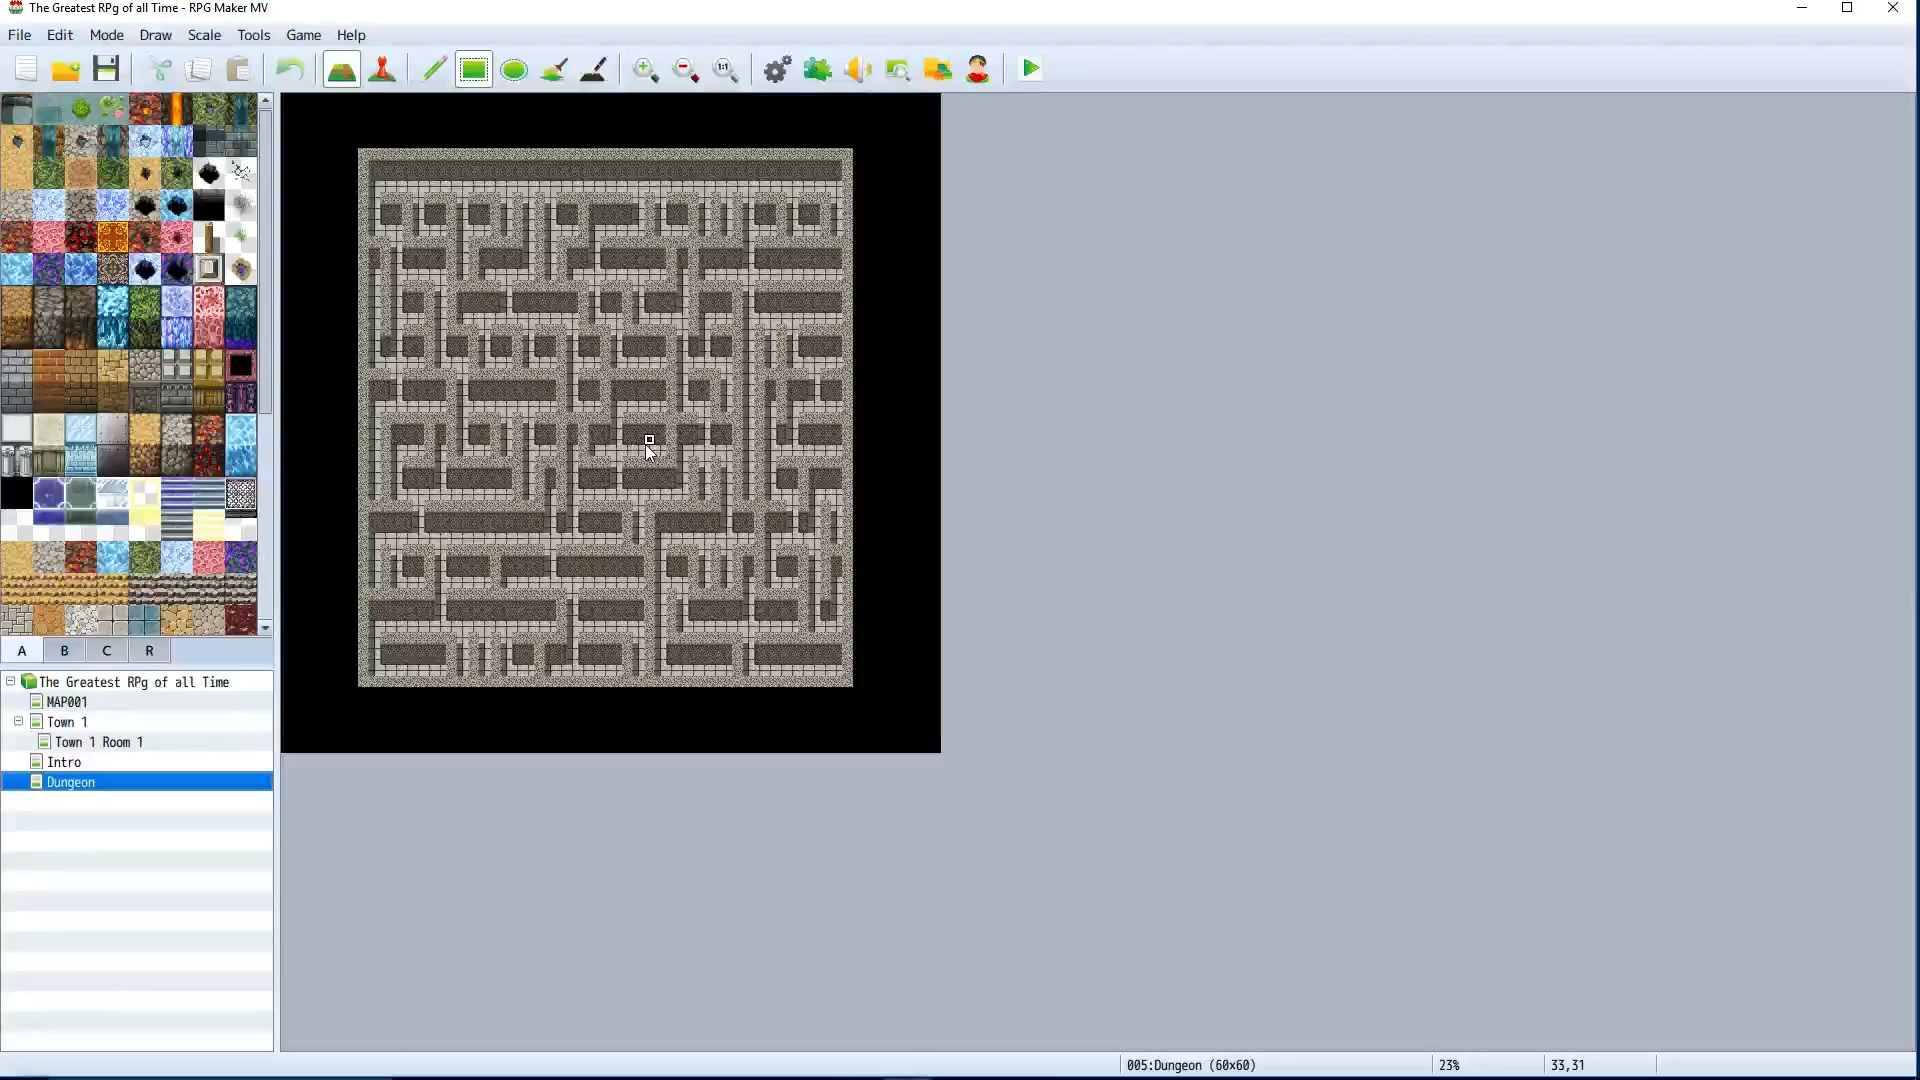 The Greatest RPg of all Time - RPG Maker MV
File Edit Mode Draw Scale Tools Game Help
1:1
A B C R
The Greatest RPg of all Time
MAP001
Town 1
Town 1 Room 1
Intro
Dungeon
005:Dungeon (60x60) 23% 33,31